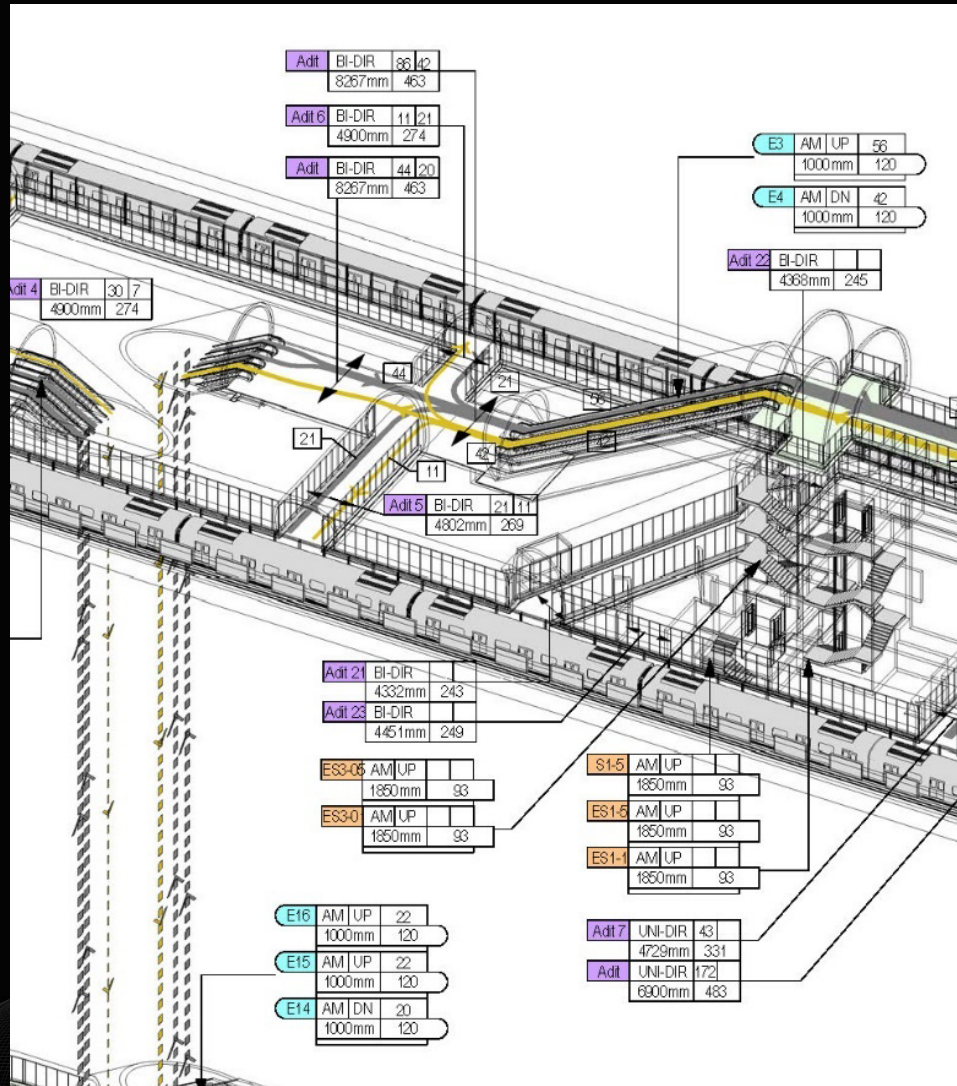 Adit BI-DIR 86 42
8267mm 463
Adit 6 BI-DIR 11 21
4900mm 274
Adit BI-DIR 44 20
8267mm 463
E3 AM UP 56
1000mm 120
E4 AM DN 42
1000mm 120
Adit 22 BI-DIR
4368mm 245
Adit 4 BI-DIR 30 7
4900mm 274
44
21
56
42
21
42
11
Adit 5 BI-DIR 21 11
4802mm 269
Adit 21 BI-DIR
4332mm 243
Adit 23 BI-DIR
4451mm 249
ES3-05 AM UP
1850mm 93
ES3-01 AM UP
1850mm 93
S1-5 AM UP
1850mm 93
ES1-5 AM UP
1850mm 93
ES1-1 AM UP
1850mm 93
E16 AM UP 22
1000mm 120
E15 AM UP 22
1000mm 120
E14 AM DN 20
1000mm 120
Adit 7 UNI-DIR 43
4729mm 331
Adit UNI-DIR 172
6900mm 483